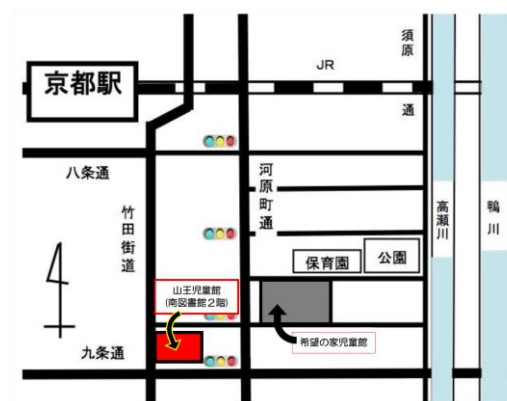 須原
通
JR
京都駅
八条通
河原町通
竹田街道
高瀬川
鴨川
保育園
公園
山王児童館
(南図書館２階)
希望の家児童館
九条通